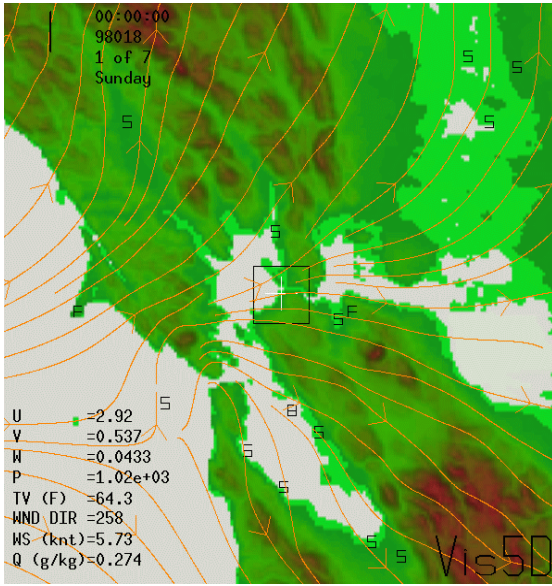 00:00:00
98018
1 of 7
Sunday
S
S
S
S
S
F
S
F
S
8
S
S
S
S
S
U =2.92
V =0.537
W =0.0433
P =1.02e+03
TV (F) =64.3
WND DIR =258
WS (knt) =5.73
Q (g/kg) =0.274
Vis5D